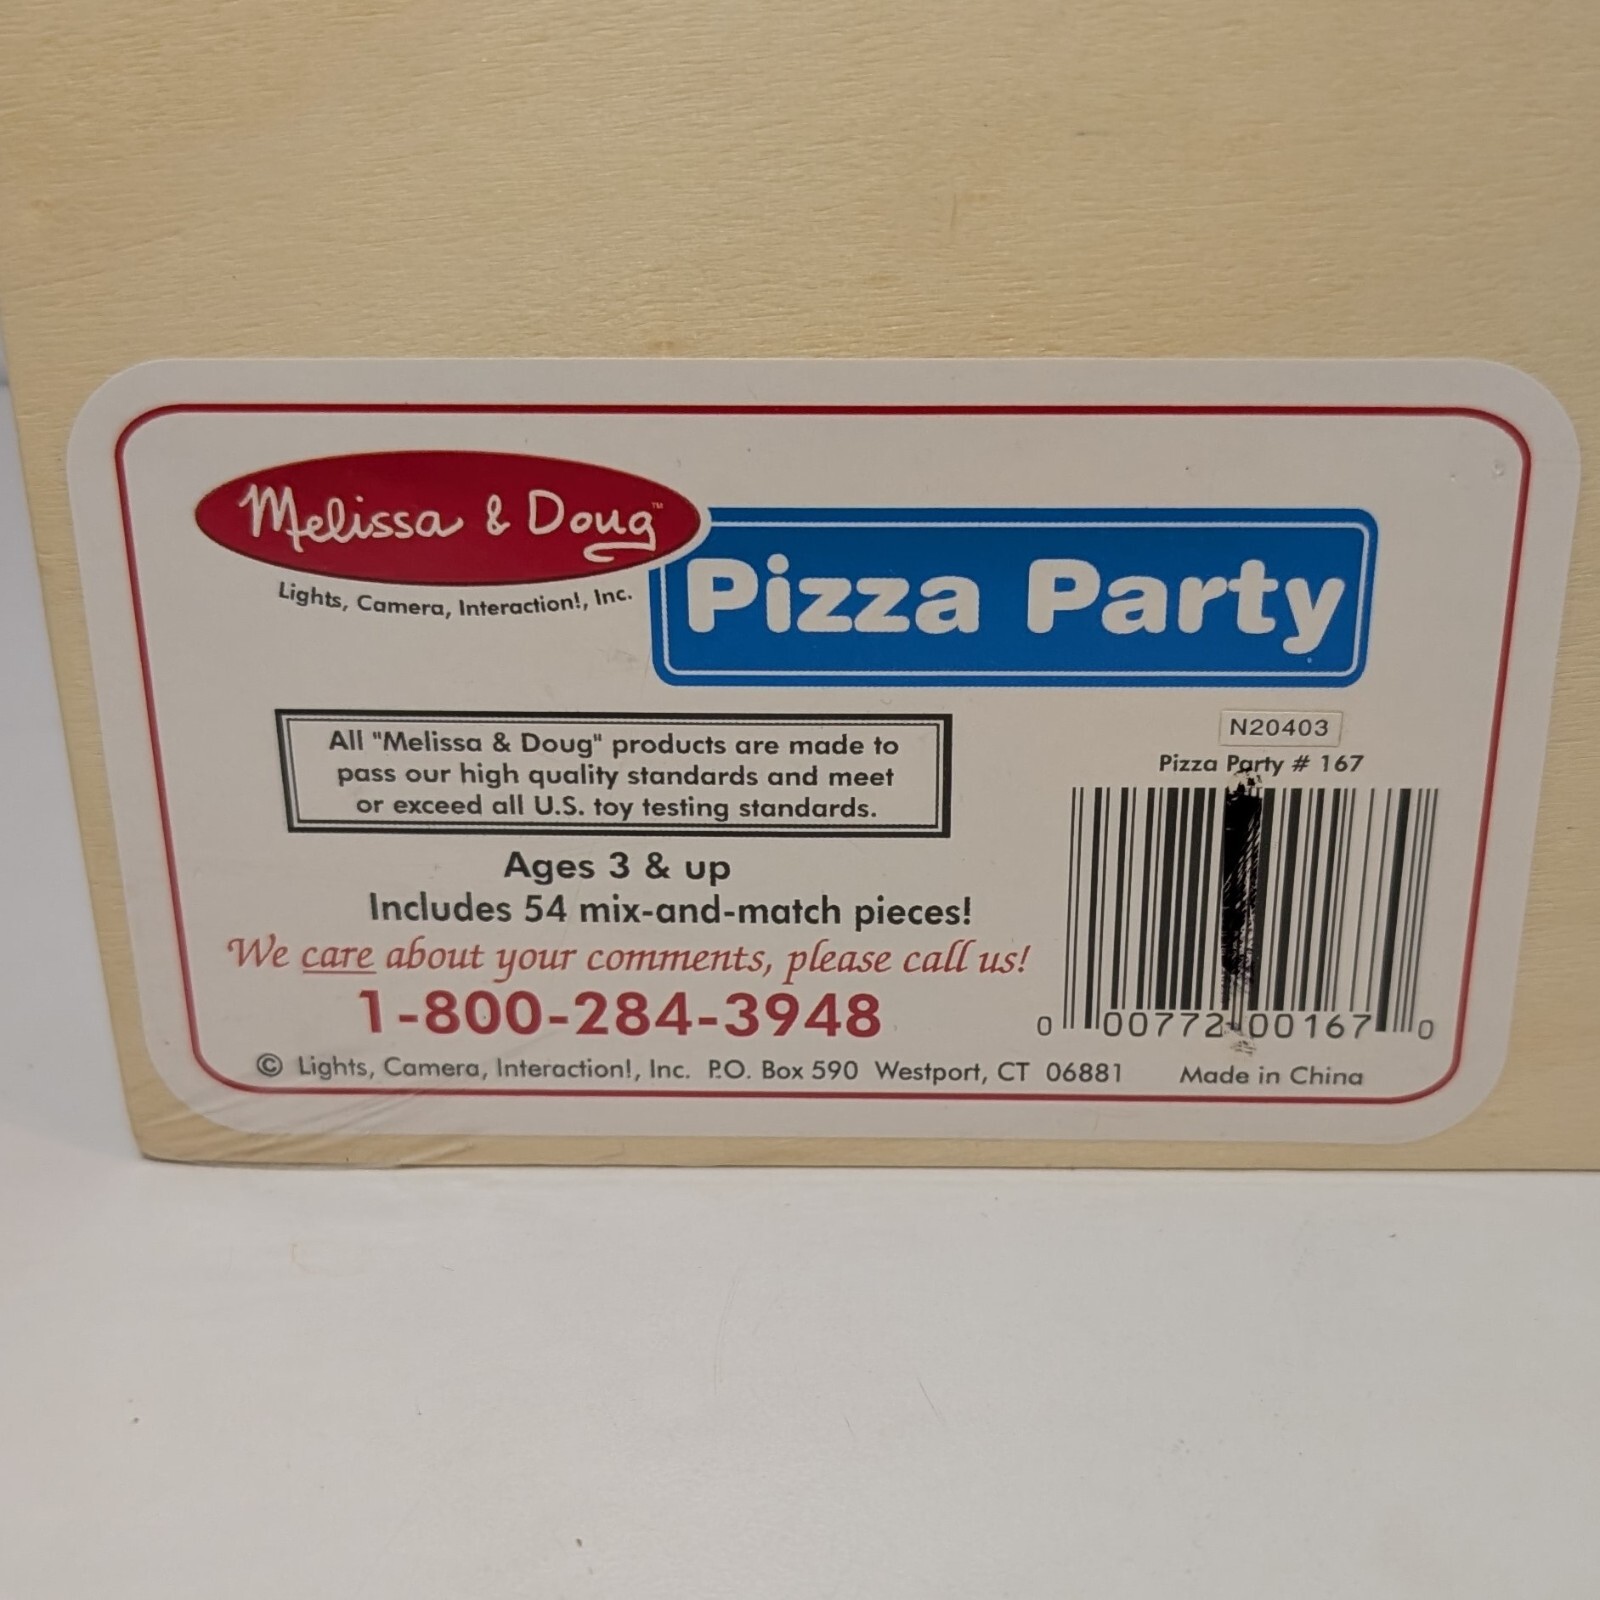 Melissa & Doug™
Lights, Camera, Interaction!, Inc.
Pizza Party
All "Melissa & Doug" products are made to
pass our high quality standards and meet
or exceed all U.S. toy testing standards.
Ages 3 & up
Includes 54 mix-and-match pieces!
We care about your comments, please call us!
1-800-284-3948
N20403
Pizza Party # 167
0 00772 00167 0
© Lights, Camera, Interaction!, Inc. P.O. Box 590 Westport, CT 06881
Made in China